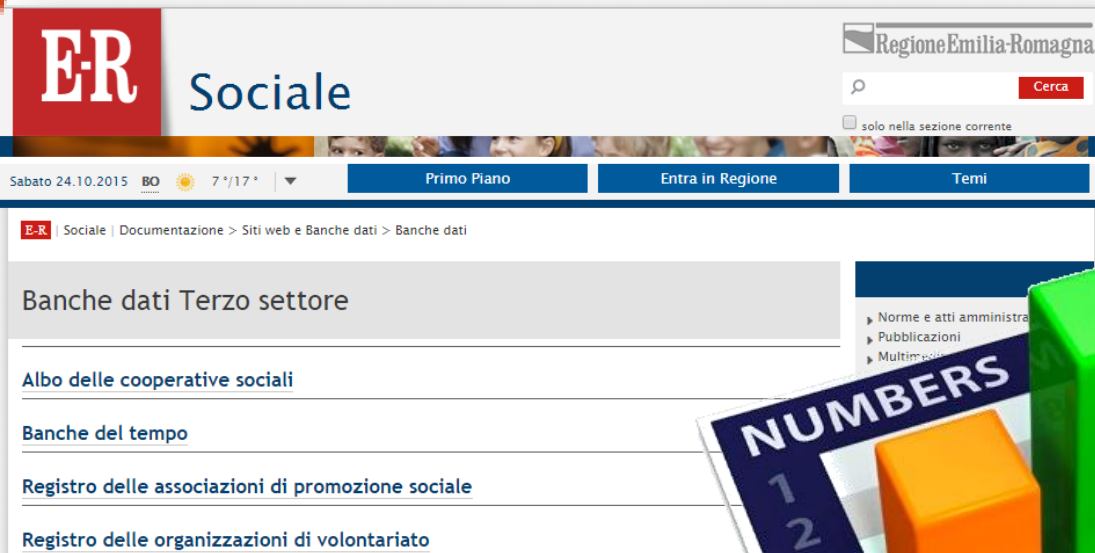 E·R
Sociale
RegioneEmilia-Romagna
Cerca
solo nella sezione corrente
Sabato 24.10.2015 BO 7°/17°
Primo Piano
Entra in Regione
Temi
E-R | Sociale | Documentazione > Siti web e Banche dati > Banche dati
Banche dati Terzo settore
Norme e atti
Pubblicazioni
Albo delle cooperative sociali
Banche del tempo
Registro delle associazioni di promozione sociale
Registro delle organizzazioni di volontariato
NUMBERS
1
2